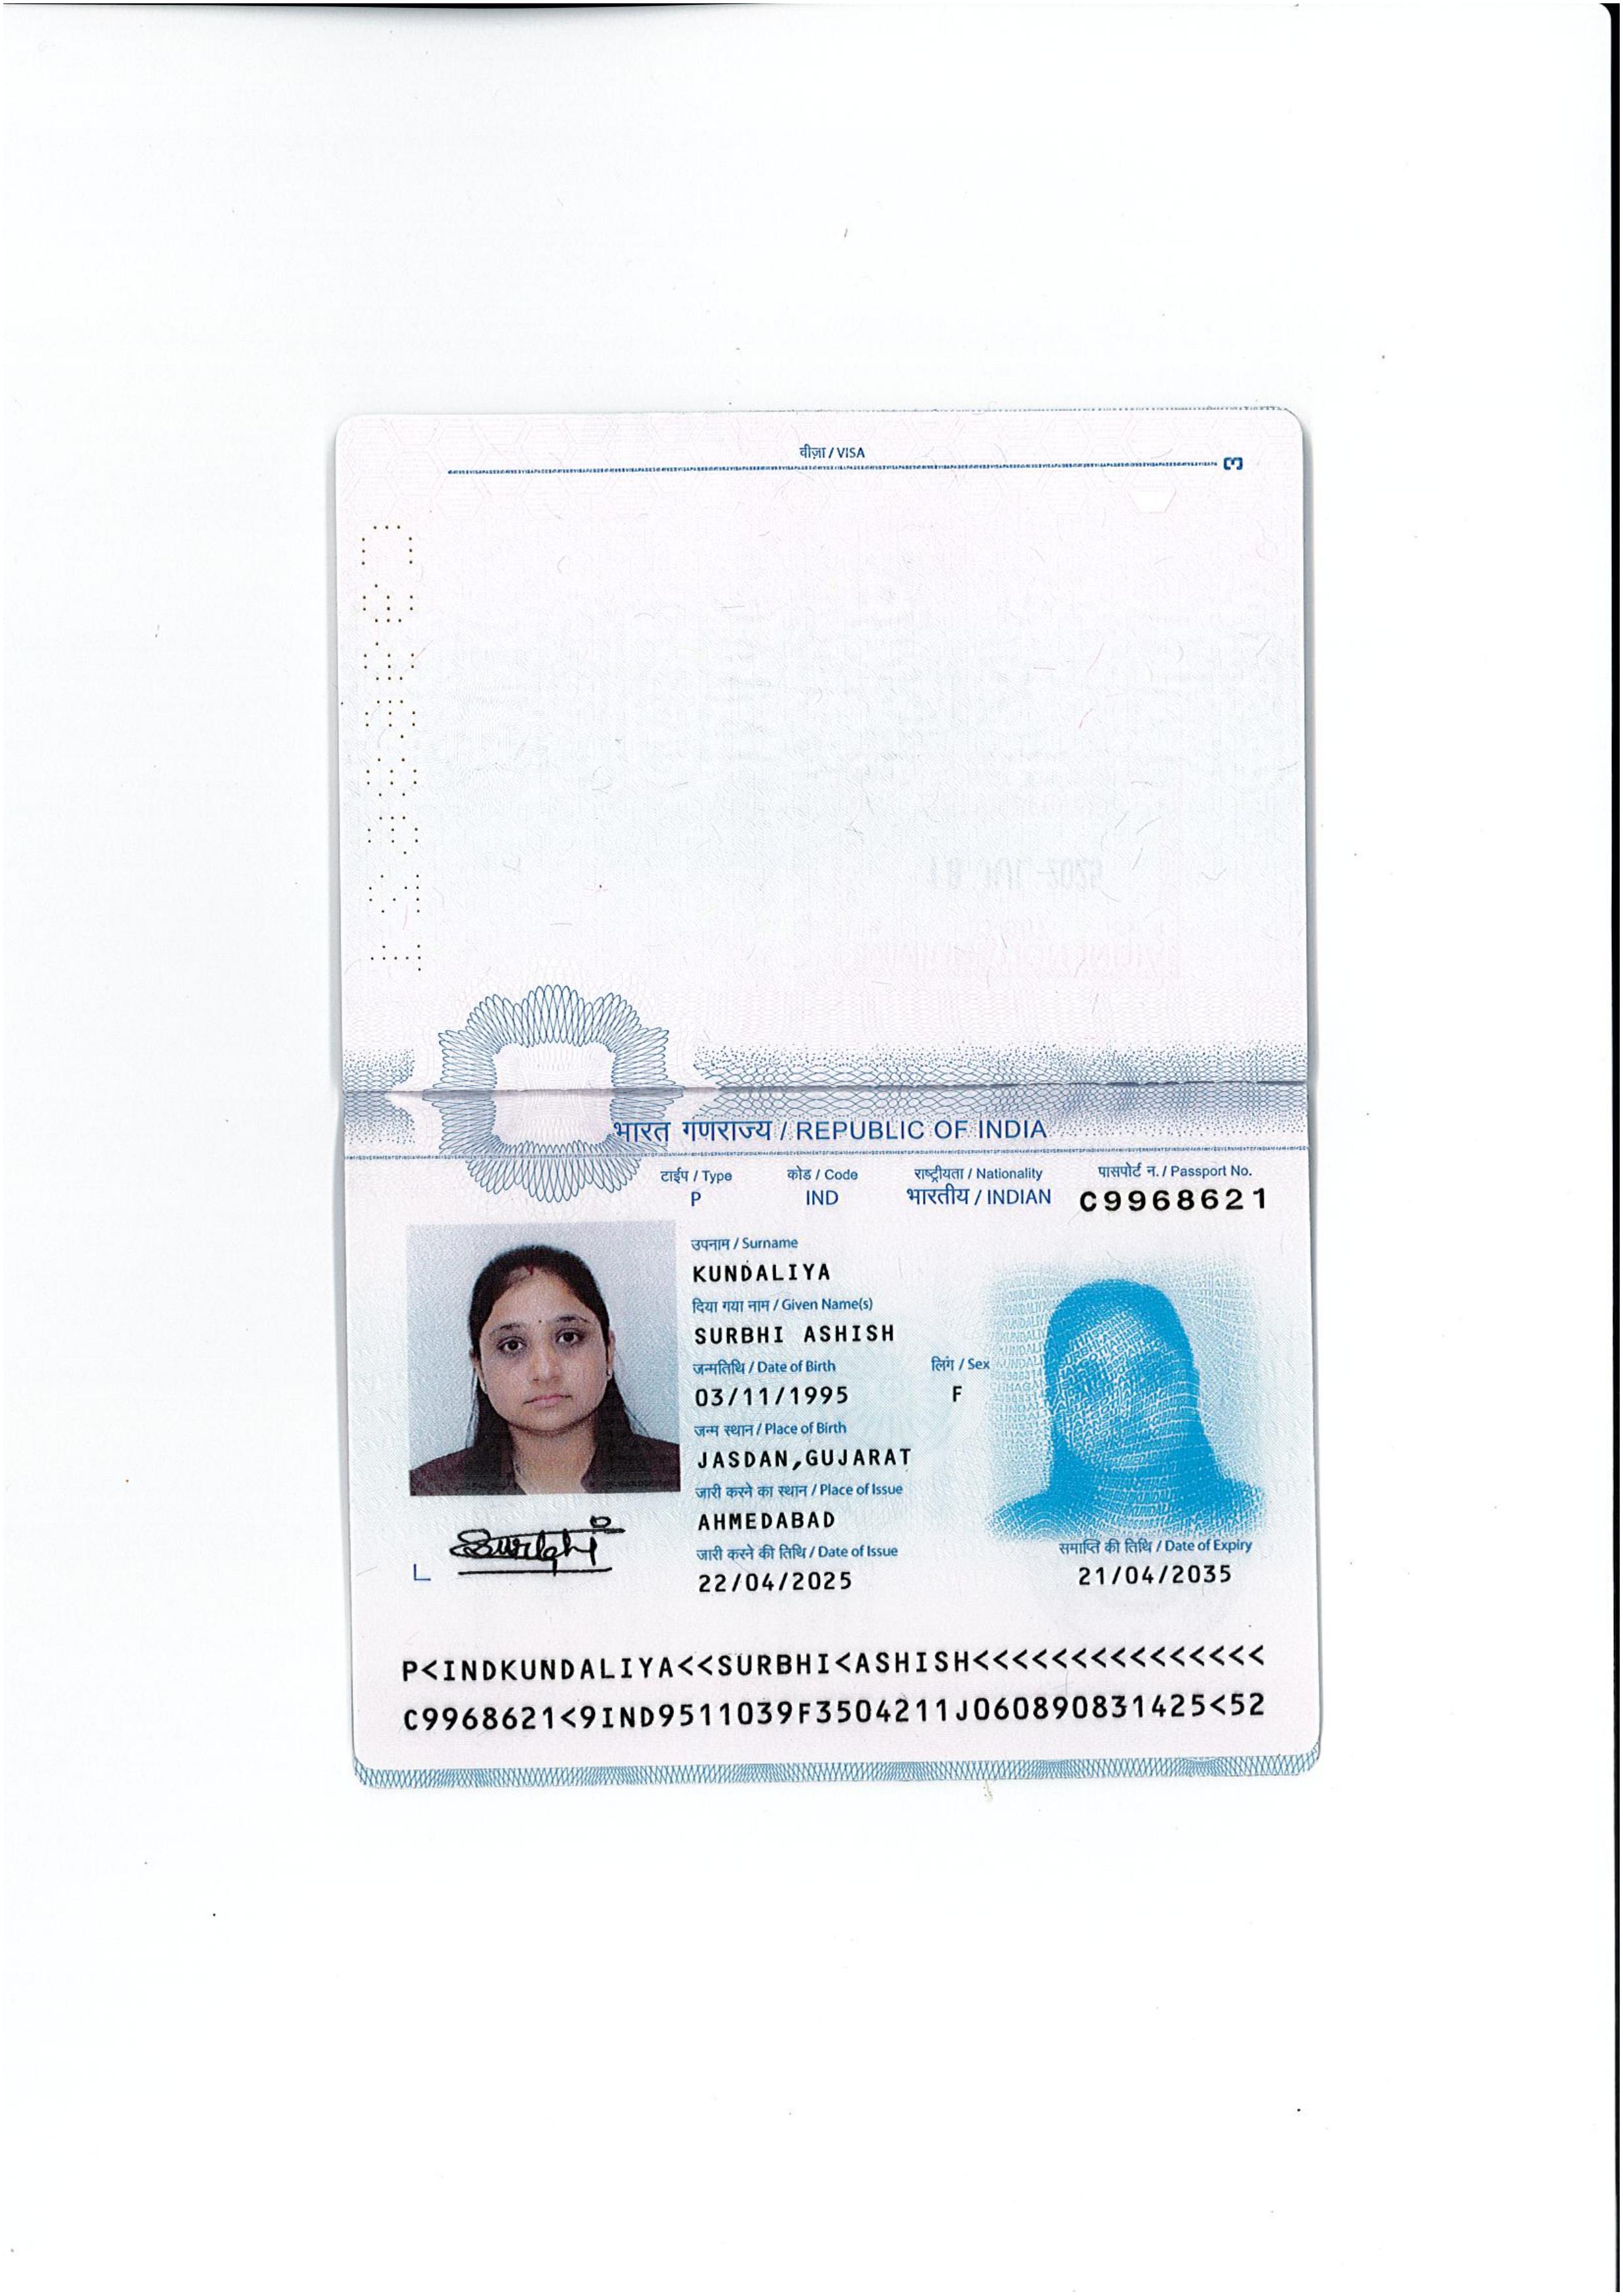 वीज़ा / VISA
3
भारत गणराज्य / REPUBLIC OF INDIA
टाईप / Type
कोड / Code
राष्ट्रीयता / Nationality
पासपोर्ट न. / Passport No.
P
IND
भारतीय / INDIAN
C9968621
उपनाम / Surname
KUNDALIYA
दिया गया नाम / Given Name(s)
SURBHI ASHISH
जन्मतिथि / Date of Birth
लिंग / Sex
03/11/1995
F
जन्म स्थान / Place of Birth
JASDAN,GUJARAT
जारी करने का स्थान / Place of Issue
AHMEDABAD
जारी करने की तिथि / Date of Issue
समाप्ति की तिथि / Date of Expiry
22/04/2025
21/04/2035
Surbhi
P<INDKUNDALIYA<<SURBHI<ASHISH<<<<<<<<<<<<<<<
C9968621<9IND9511039F3504211J060890831425<52